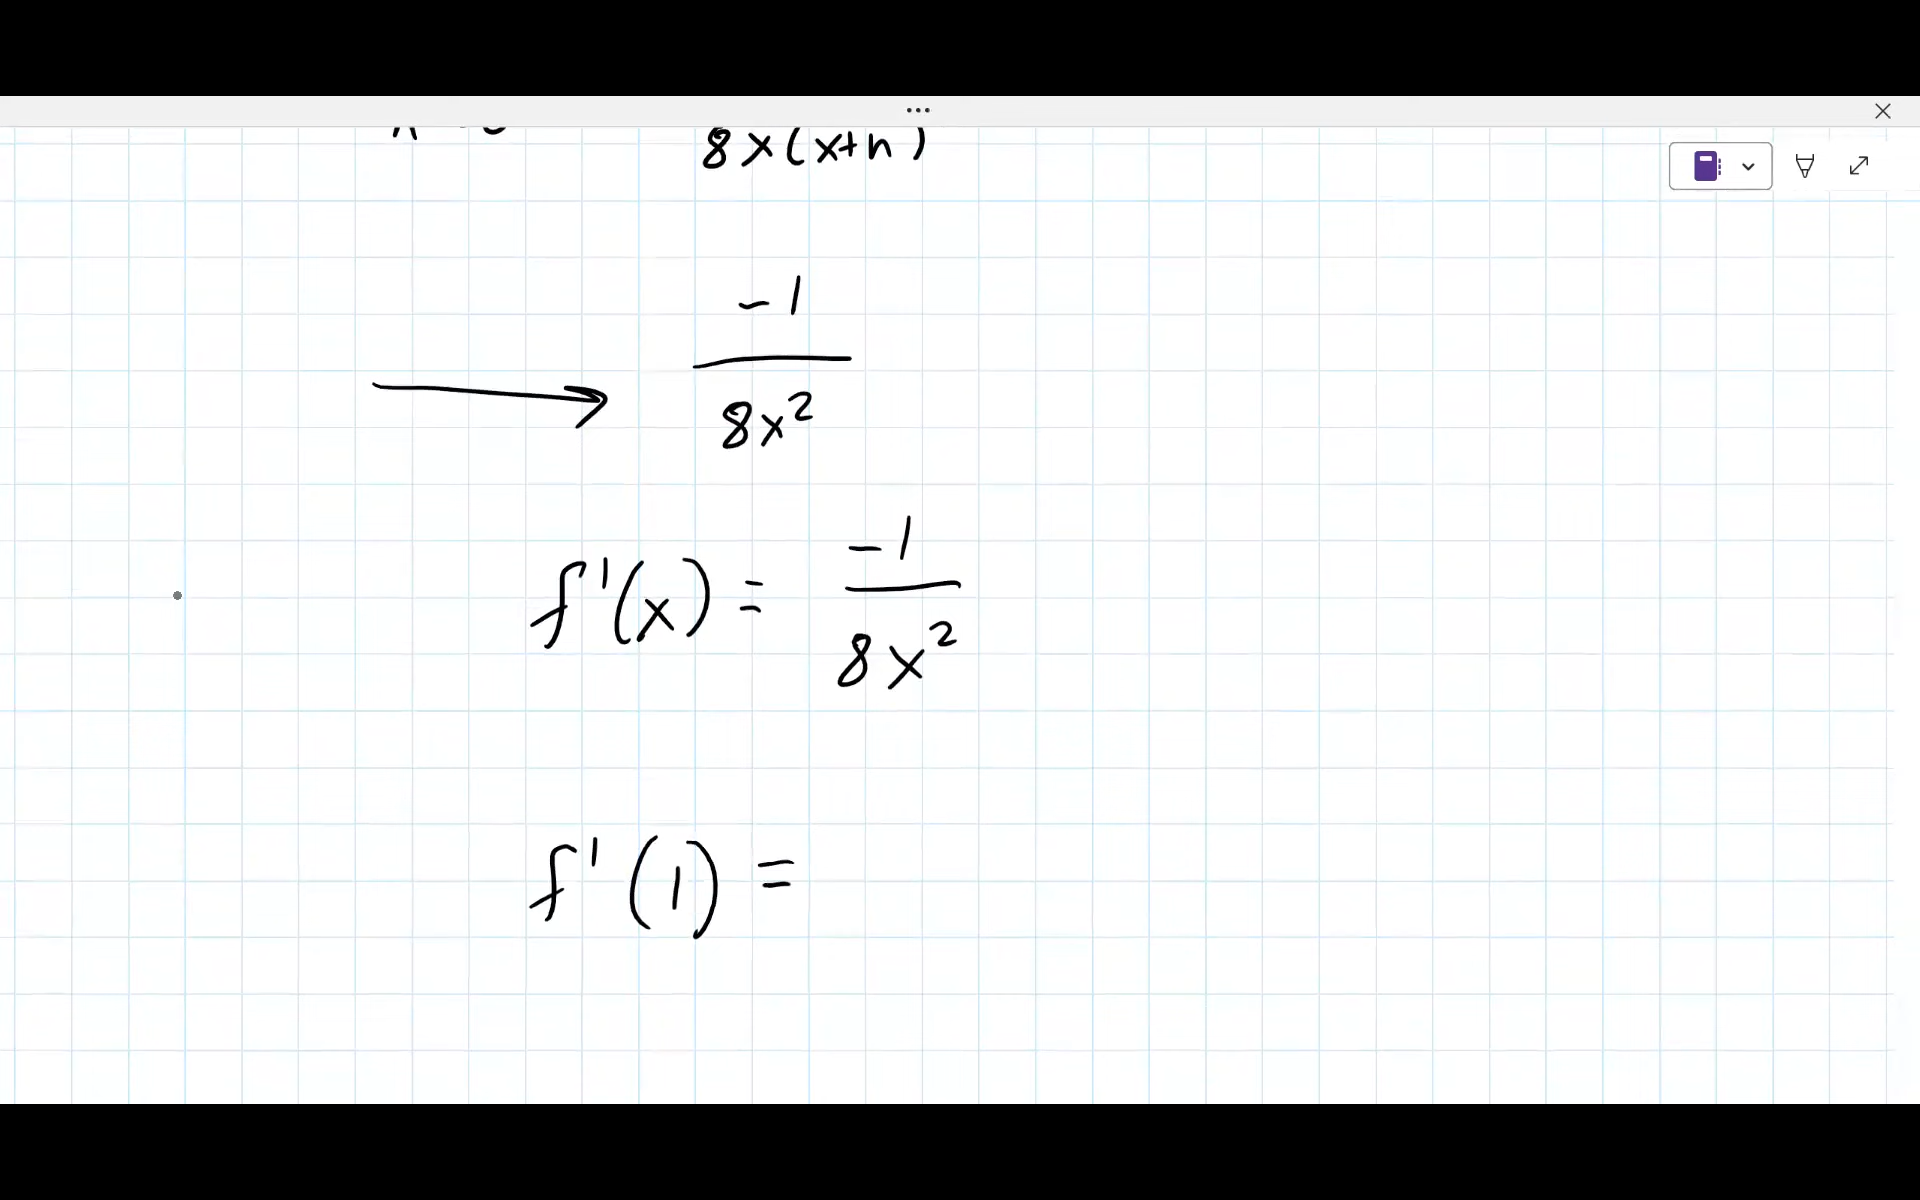 8x(x+h)
-1
8x²
f'(x) = -1
8x²
f'(1) =